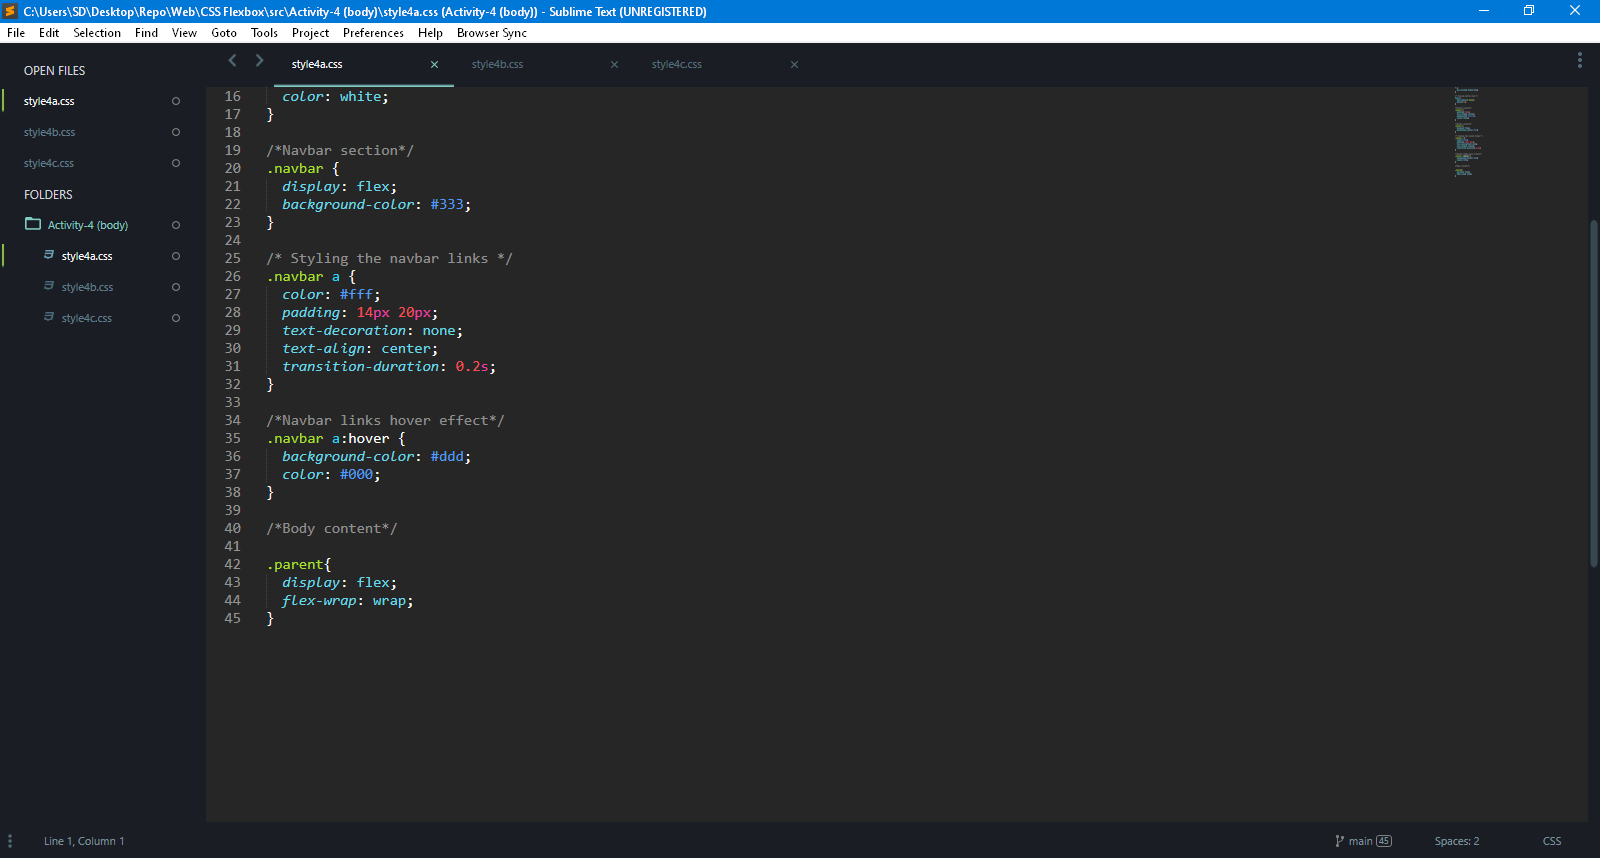 C:\Users\SD\Desktop\Repo\Web\CSS Flexbox\src\Activity-4 (body)\style4a.css (Activity-4 (body)) - Sublime Text (UNREGISTERED)
File Edit Selection Find View Goto Tools Project Preferences Help Browser Sync
OPEN FILES
style4a.css
style4b.css
style4c.css
FOLDERS
Activity-4 (body)
style4a.css
style4b.css
style4c.css
style4a.css style4b.css style4c.css
16 color: white;
17 }
18
19 /*Navbar section*/
20 .navbar {
21 display: flex;
22 background-color: #333;
23 }
24
25 /* Styling the navbar links */
26 .navbar a {
27 color: #fff;
28 padding: 14px 20px;
29 text-decoration: none;
30 text-align: center;
31 transition-duration: 0.2s;
32 }
33
34 /*Navbar links hover effect*/
35 .navbar a:hover {
36 background-color: #ddd;
37 color: #000;
38 }
39
40 /*Body content*/
41
42 .parent{
43 display: flex;
44 flex-wrap: wrap;
45 }
Line 1, Column 1 main 45 Spaces: 2 CSS